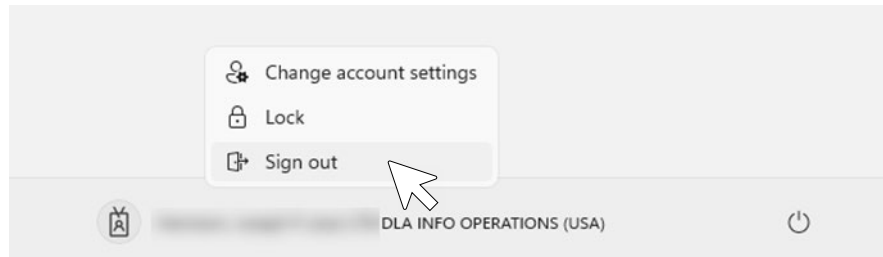 Change account settings
Lock
Sign out
DLA INFO OPERATIONS (USA)